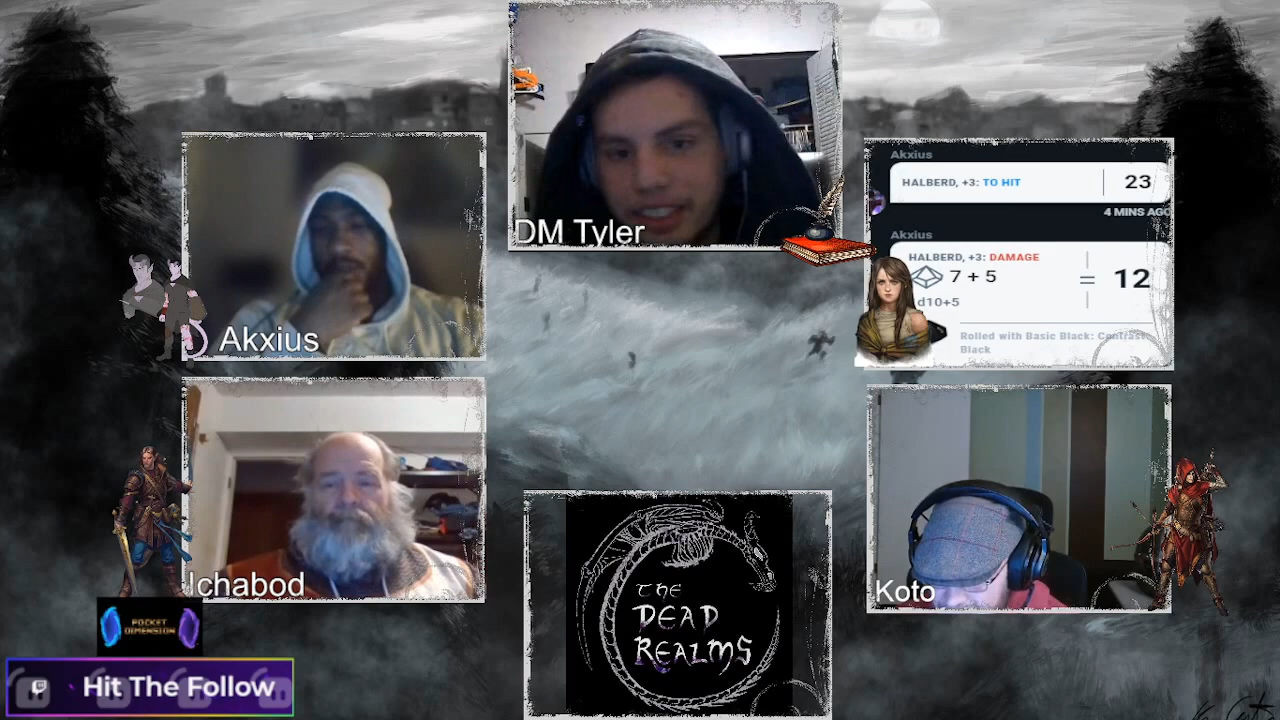 DM Tyler
Akxius
Akxius
HALBERD, +3: TO HIT
23
4 MINS AGO
Akxius
HALBERD, +3: DAMAGE
7 + 5
= 12
d10+5
Rolled with Basic Black: Contrast
Black
Ichabod
Koto
THE
DEAD
REALMS
POCKET
DIMENSION
Hit The Follow